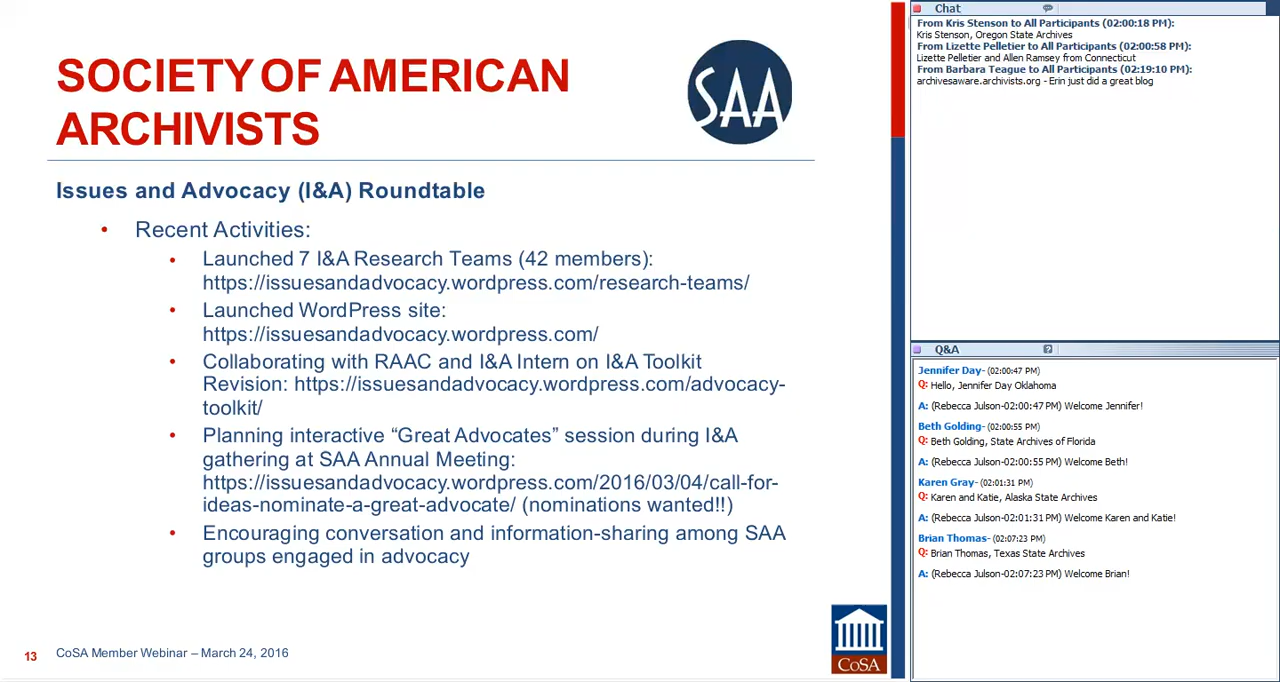 SOCIETY OF AMERICAN
ARCHIVISTS
SAA
Issues and Advocacy (I&A) Roundtable
• Recent Activities:
• Launched 7 I&A Research Teams (42 members):
https://issuesandadvocacy.wordpress.com/research-teams/
• Launched WordPress site:
https://issuesandadvocacy.wordpress.com/
• Collaborating with RAAC and I&A Intern on I&A Toolkit
Revision: https://issuesandadvocacy.wordpress.com/advocacy-
toolkit/
• Planning interactive “Great Advocates” session during I&A
gathering at SAA Annual Meeting:
https://issuesandadvocacy.wordpress.com/2016/03/04/call-for-
ideas-nominate-a-great-advocate/ (nominations wanted!!)
• Encouraging conversation and information-sharing among SAA
groups engaged in advocacy
13 CoSA Member Webinar – March 24, 2016
CoSA
Chat
From Kris Stenson to All Participants (02:00:18 PM):
Kris Stenson, Oregon State Archives
From Lizette Pelletier to All Participants (02:00:58 PM):
Lizette Pelletier and Allen Ramsey from Connecticut
From Barbara Teague to All Participants (02:19:10 PM):
archivesaware.archivists.org - Erin just did a great blog
Q&A
Jennifer Day- (02:00:47 PM)
Q: Hello, Jennifer Day Oklahoma
A: (Rebecca Julson-02:00:47 PM) Welcome Jennifer!
Beth Golding- (02:00:55 PM)
Q: Beth Golding, State Archives of Florida
A: (Rebecca Julson-02:00:55 PM) Welcome Beth!
Karen Gray- (02:01:31 PM)
Q: Karen and Katie, Alaska State Archives
A: (Rebecca Julson-02:01:31 PM) Welcome Karen and Katie!
Brian Thomas- (02:07:23 PM)
Q: Brian Thomas, Texas State Archives
A: (Rebecca Julson-02:07:23 PM) Welcome Brian!